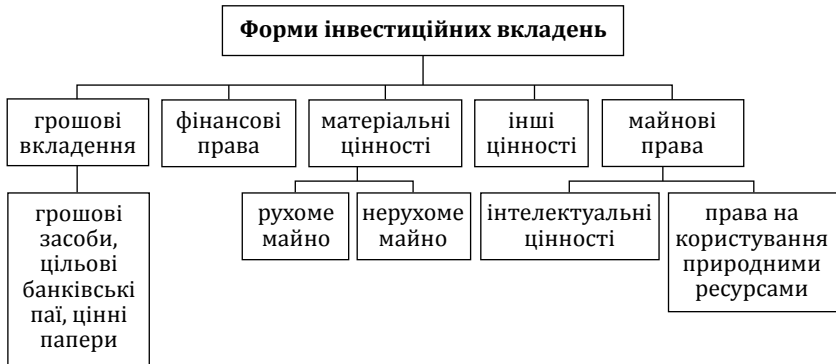 Форми інвестиційних вкладень
грошові
вкладення
фінансові
права
матеріальні
цінності
інші
цінності
майнові
права
грошові
засоби,
цільові
банківські
паї, цінні
папери
рухоме
майно
нерухоме
майно
інтелектуальні
цінності
права на
користування
природними
ресурсами